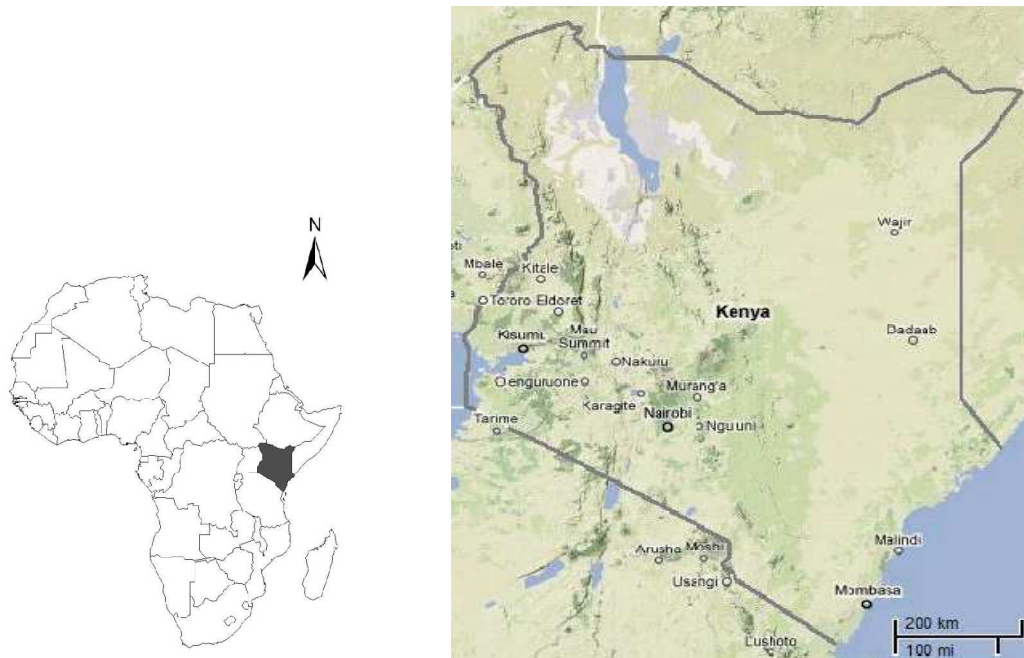 N
Wajir
Mbale
Kitale
Tororo
Eldoret
Kenya
Kisumu
Mau
Summit
Dadaab
Nakuru
enguruone
Murang'a
Karagite
Nairobi
Tarime
Nguuni
Malindi
Arusha
Moshi
Usangi
Mombasa
Lushoto
200 km
100 mi